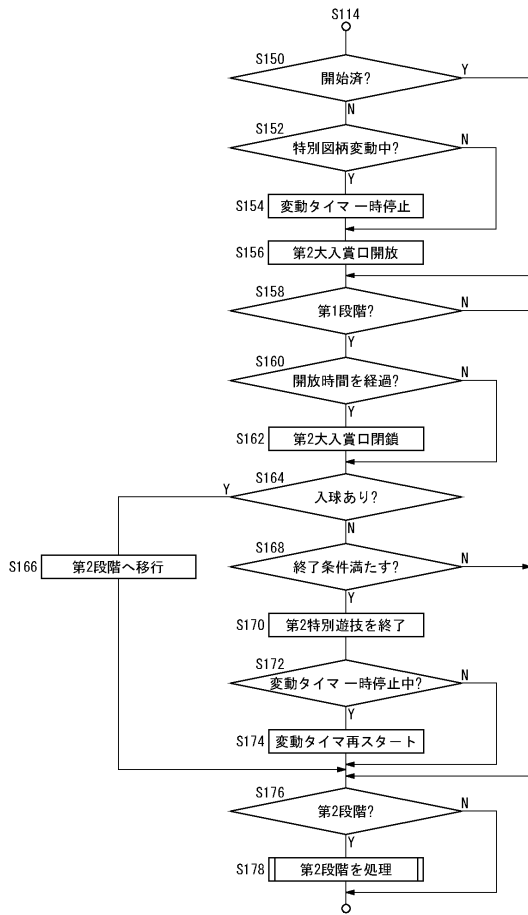 S114
S150
開始済?
Y
N
S152
特別図柄変動中?
N
Y
S154
変動タイマ一時停止
S156
第2大入賞口開放
S158
第1段階?
N
Y
S160
開放時間を経過?
N
Y
S162
第2大入賞口閉鎖
S164
Y
入球あり?
N
S166
第2段階へ移行
S168
終了条件満たす?
N
Y
S170
第2特別遊技を終了
S172
変動タイマ一時停止中?
N
Y
S174
変動タイマ再スタート
S176
第2段階?
N
Y
S178
第2段階を処理